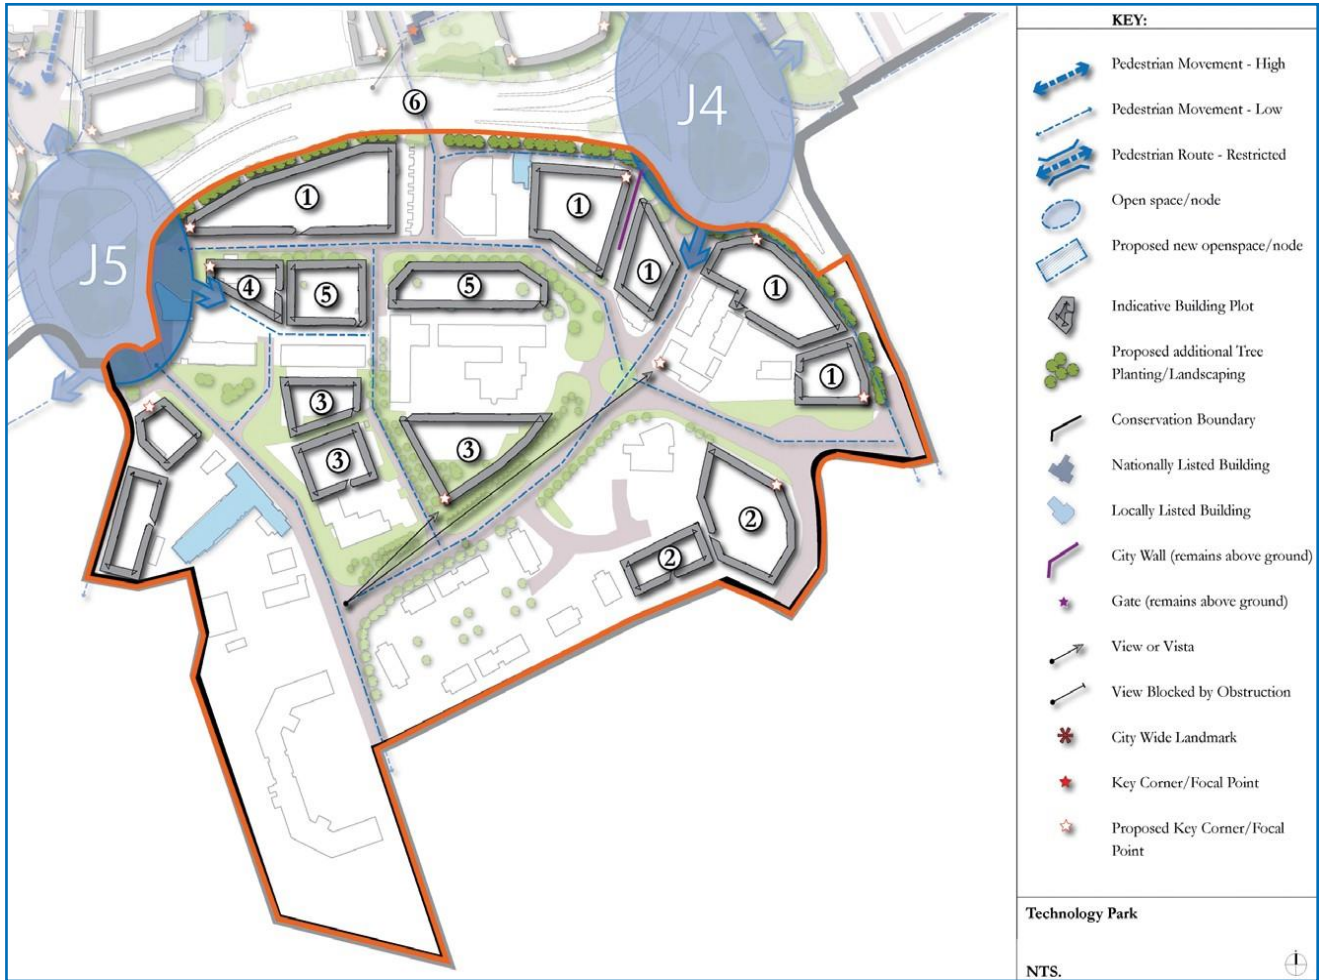 KEY:
Pedestrian Movement - High
Pedestrian Movement - Low
Pedestrian Route - Restricted
Open space/node
Proposed new openspace/node
Indicative Building Plot
Proposed additional Tree
Planting/Landscaping
Conservation Boundary
Nationally Listed Building
Locally Listed Building
City Wall (remains above ground)
Gate (remains above ground)
View or Vista
View Blocked by Obstruction
City Wide Landmark
Key Corner/Focal Point
Proposed Key Corner/Focal
Point
Technology Park
NTS.
6
J4
1
1
J5
4
5
5
1
1
1
3
3
3
2
2